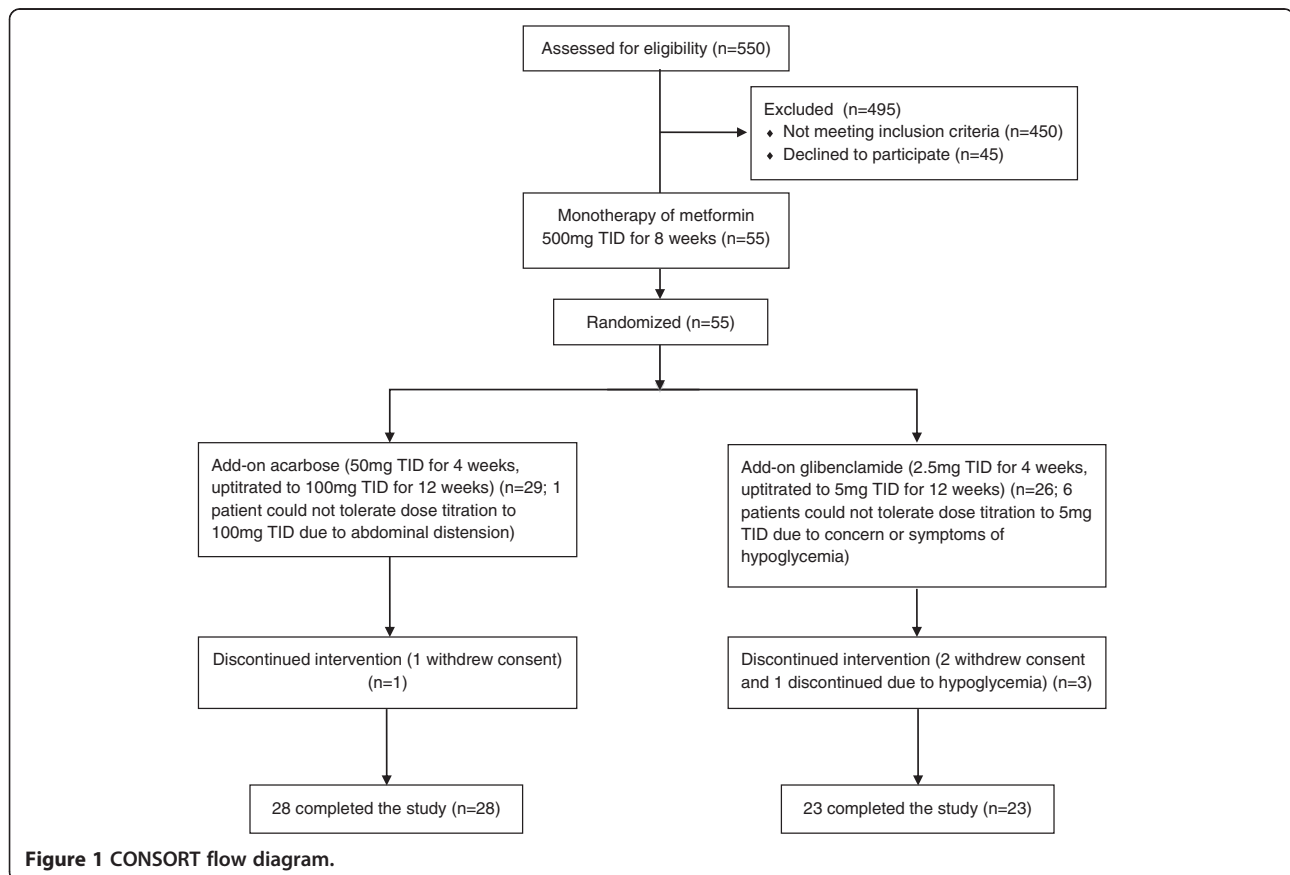 Assessed for eligibility (n=550)
Excluded (n=495)
♦ Not meeting inclusion criteria (n=450)
♦ Declined to participate (n=45)
Monotherapy of metformin
500mg TID for 8 weeks (n=55)
Randomized (n=55)
Add-on acarbose (50mg TID for 4 weeks,
uptitrated to 100mg TID for 12 weeks) (n=29; 1
patient could not tolerate dose titration to
100mg TID due to abdominal distension)
Add-on glibenclamide (2.5mg TID for 4 weeks,
uptitrated to 5mg TID for 12 weeks) (n=26; 6
patients could not tolerate dose titration to 5mg
TID due to concern or symptoms of
hypoglycemia)
Discontinued intervention (1 withdrew consent)
(n=1)
Discontinued intervention (2 withdrew consent
and 1 discontinued due to hypoglycemia) (n=3)
28 completed the study (n=28)
23 completed the study (n=23)
Figure 1 CONSORT flow diagram.